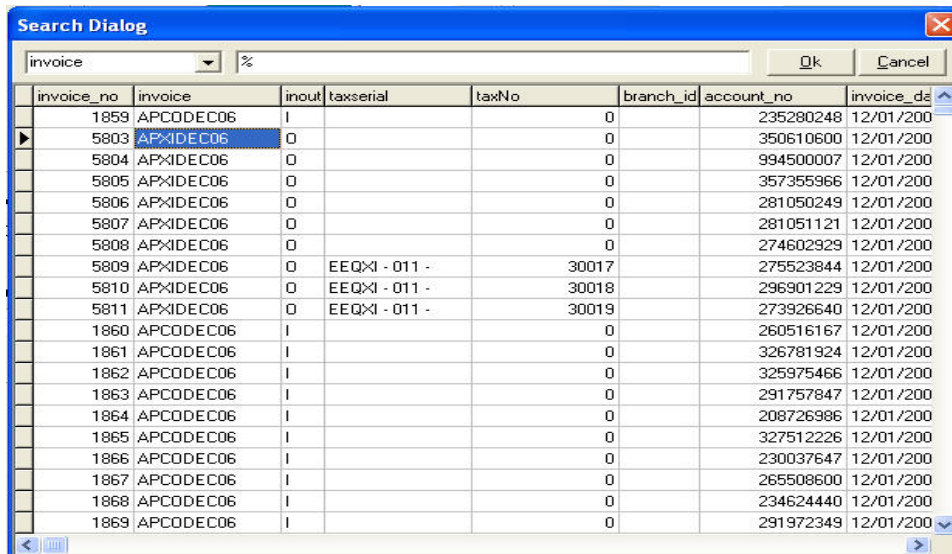 Search Dialog
invoice % Ok Cancel
invoice_no invoice inout taxserial taxNo branch_id account_no invoice_da
1859 APCODEC06 I 0 235280248 12/01/200
5803 APXIDEC06 O 0 350610600 12/01/200
5804 APXIDEC06 O 0 994500007 12/01/200
5805 APXIDEC06 O 0 357355966 12/01/200
5806 APXIDEC06 O 0 281050249 12/01/200
5807 APXIDEC06 O 0 281051121 12/01/200
5808 APXIDEC06 O 0 274602929 12/01/200
5809 APXIDEC06 O EEQXI - 011 - 30017 275523844 12/01/200
5810 APXIDEC06 O EEQXI - 011 - 30018 296901229 12/01/200
5811 APXIDEC06 O EEQXI - 011 - 30019 273926640 12/01/200
1860 APCODEC06 I 0 260516167 12/01/200
1861 APCODEC06 I 0 326781924 12/01/200
1862 APCODEC06 I 0 325975466 12/01/200
1863 APCODEC06 I 0 291757847 12/01/200
1864 APCODEC06 I 0 208726986 12/01/200
1865 APCODEC06 I 0 327512226 12/01/200
1866 APCODEC06 I 0 230037647 12/01/200
1867 APCODEC06 I 0 265508600 12/01/200
1868 APCODEC06 I 0 234624440 12/01/200
1869 APCODEC06 I 0 291972349 12/01/200